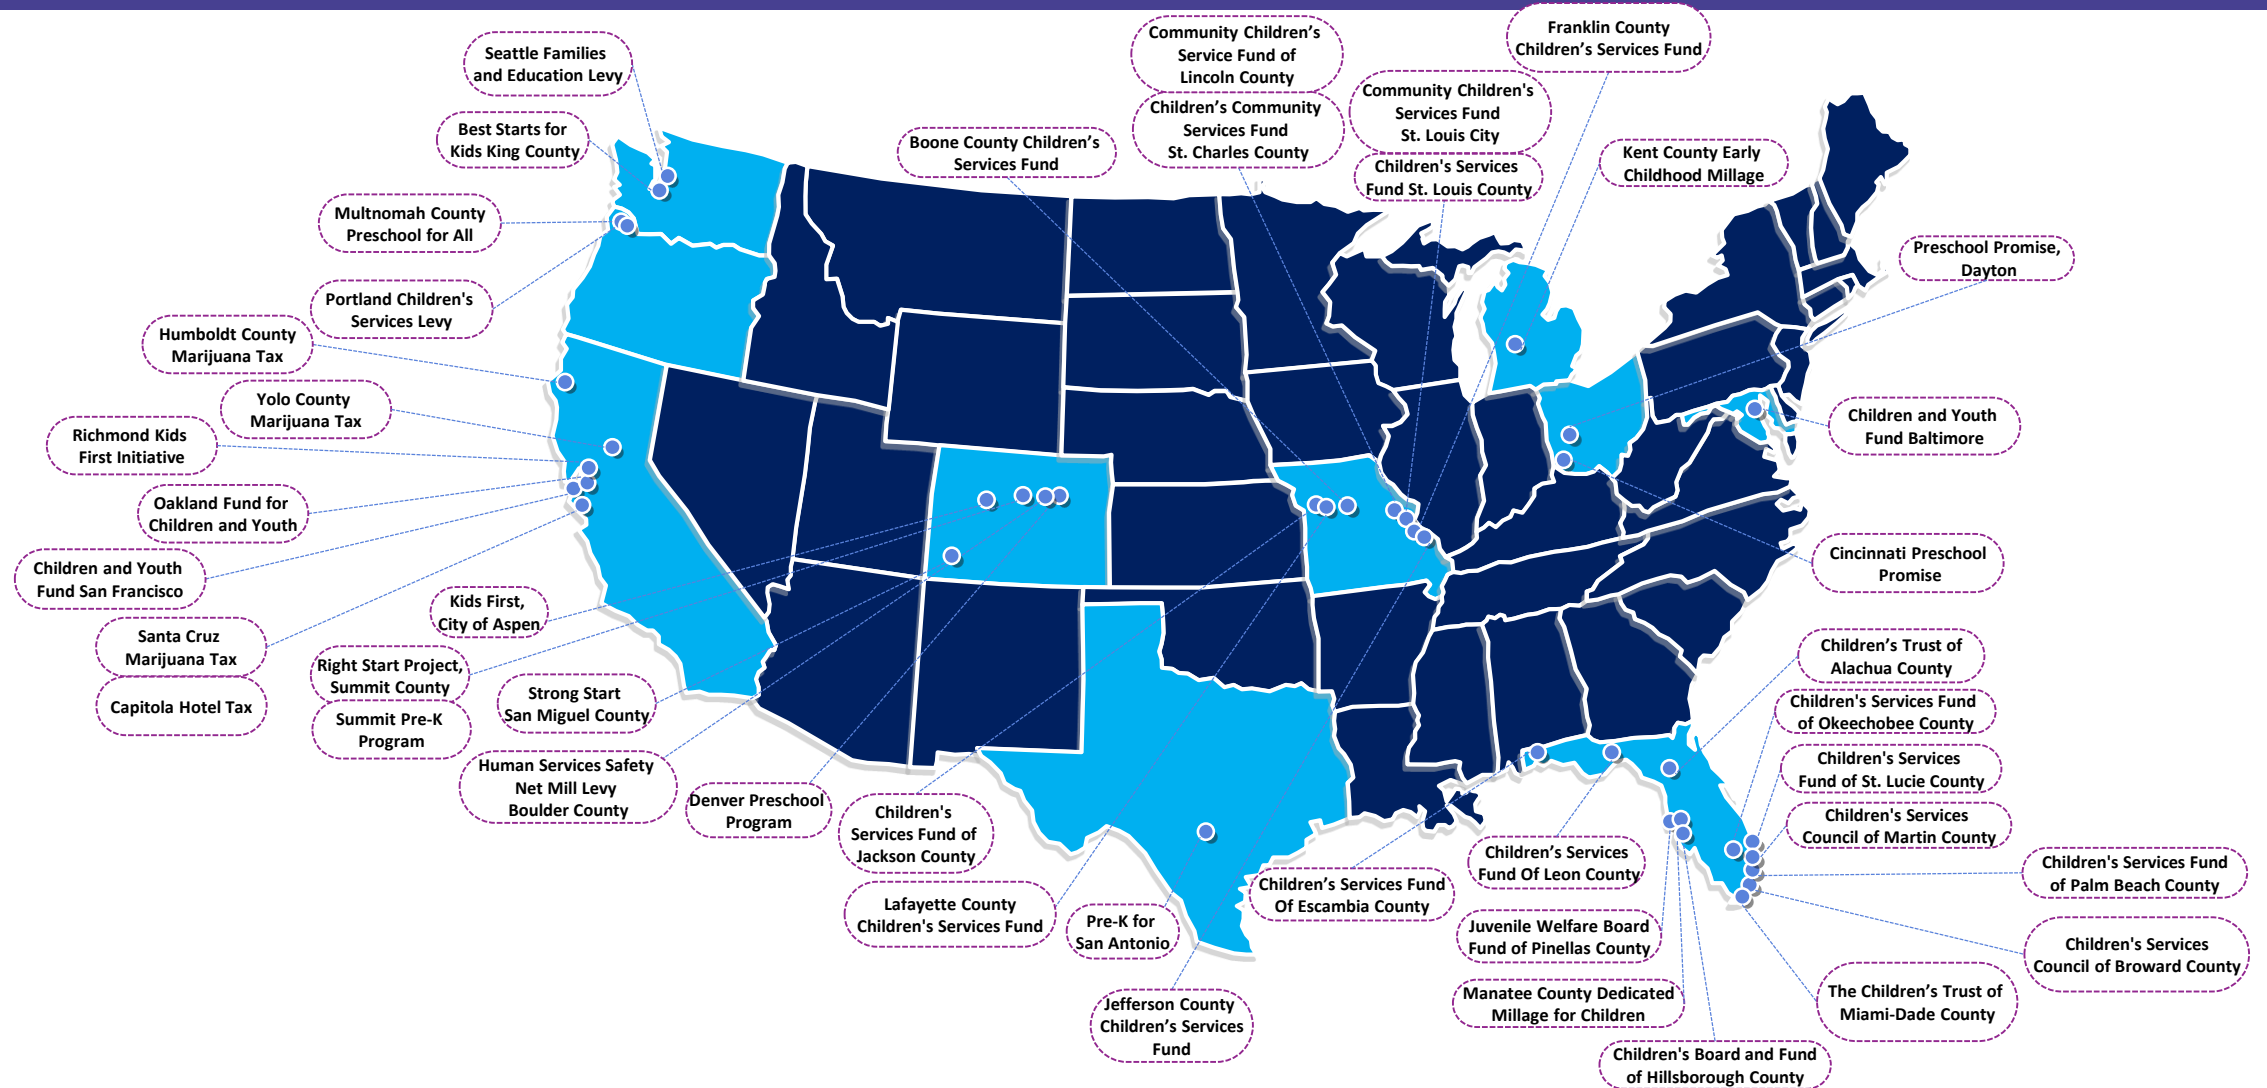 Seattle Families
and Education Levy
Best Starts for
Kids King County
Multnomah County
Preschool for All
Portland Children's
Services Levy
Humboldt County
Marijuana Tax
Yolo County
Marijuana Tax
Richmond Kids
First Initiative
Oakland Fund for
Children and Youth
Children and Youth
Fund San Francisco
Santa Cruz
Marijuana Tax
Capitola Hotel Tax
Kids First,
City of Aspen
Right Start Project,
Summit County
Summit Pre-K
Program
Strong Start
San Miguel County
Human Services Safety
Net Mill Levy
Boulder County
Denver Preschool
Program
Boone County Children’s
Services Fund
Community Children’s
Service Fund of
Lincoln County
Children’s Community
Services Fund
St. Charles County
Community Children's
Services Fund
St. Louis City
Children's Services
Fund St. Louis County
Franklin County
Children’s Services Fund
Kent County Early
Childhood Millage
Preschool Promise,
Dayton
Children and Youth
Fund Baltimore
Cincinnati Preschool
Promise
Children's
Services Fund of
Jackson County
Lafayette County
Children's Services Fund
Pre-K for
San Antonio
Jefferson County
Children’s Services
Fund
Children’s Services Fund
Of Escambia County
Children’s Services
Fund Of Leon County
Juvenile Welfare Board
Fund of Pinellas County
Manatee County Dedicated
Millage for Children
Children's Board and Fund
of Hillsborough County
Children’s Trust of
Alachua County
Children's Services Fund
of Okeechobee County
Children's Services
Fund of St. Lucie County
Children's Services
Council of Martin County
Children's Services Fund
of Palm Beach County
Children's Services
Council of Broward County
The Children’s Trust of
Miami-Dade County